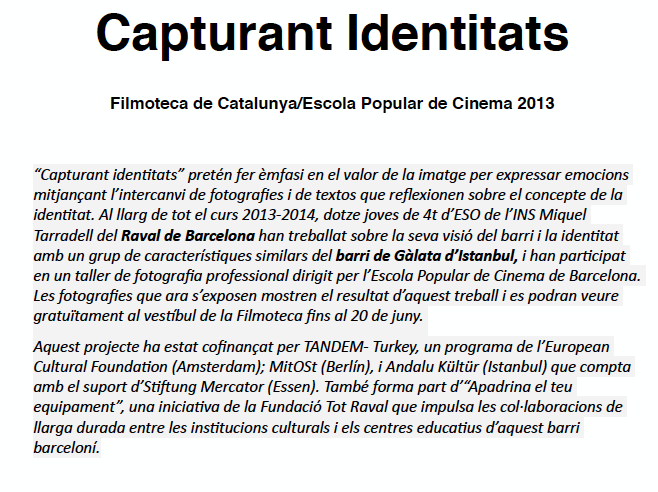 Capturant Identitats
Filmoteca de Catalunya/Escola Popular de Cinema 2013
“Capturant identitats” pretén fer èmfasi en el valor de la imatge per expressar emocions
mitjançant l’intercanvi de fotografies i de textos que reflexionen sobre el concepte de la
identitat. Al llarg de tot el curs 2013-2014, dotze joves de 4t d’ESO de l’INS Miquel
Tarradell del Raval de Barcelona han treballat sobre la seva visió del barri i la identitat
amb un grup de característiques similars del barri de Gàlata d’Istanbul, i han participat
en un taller de fotografia professional dirigit per l’Escola Popular de Cinema de Barcelona.
Les fotografies que ara s’exposen mostren el resultat d’aquest treball i es podran veure
gratuïtament al vestíbul de la Filmoteca fins al 20 de juny.
Aquest projecte ha estat cofinançat per TANDEM- Turkey, un programa de l’European
Cultural Foundation (Amsterdam); MitOSt (Berlín), i Andalu Kültür (Istanbul) que compta
amb el suport d’Stiftung Mercator (Essen). També forma part d’“Apadrina el teu
equipament”, una iniciativa de la Fundació Tot Raval que impulsa les col·laboracions de
llarga durada entre les institucions culturals i els centres educatius d’aquest barri
barceloní.